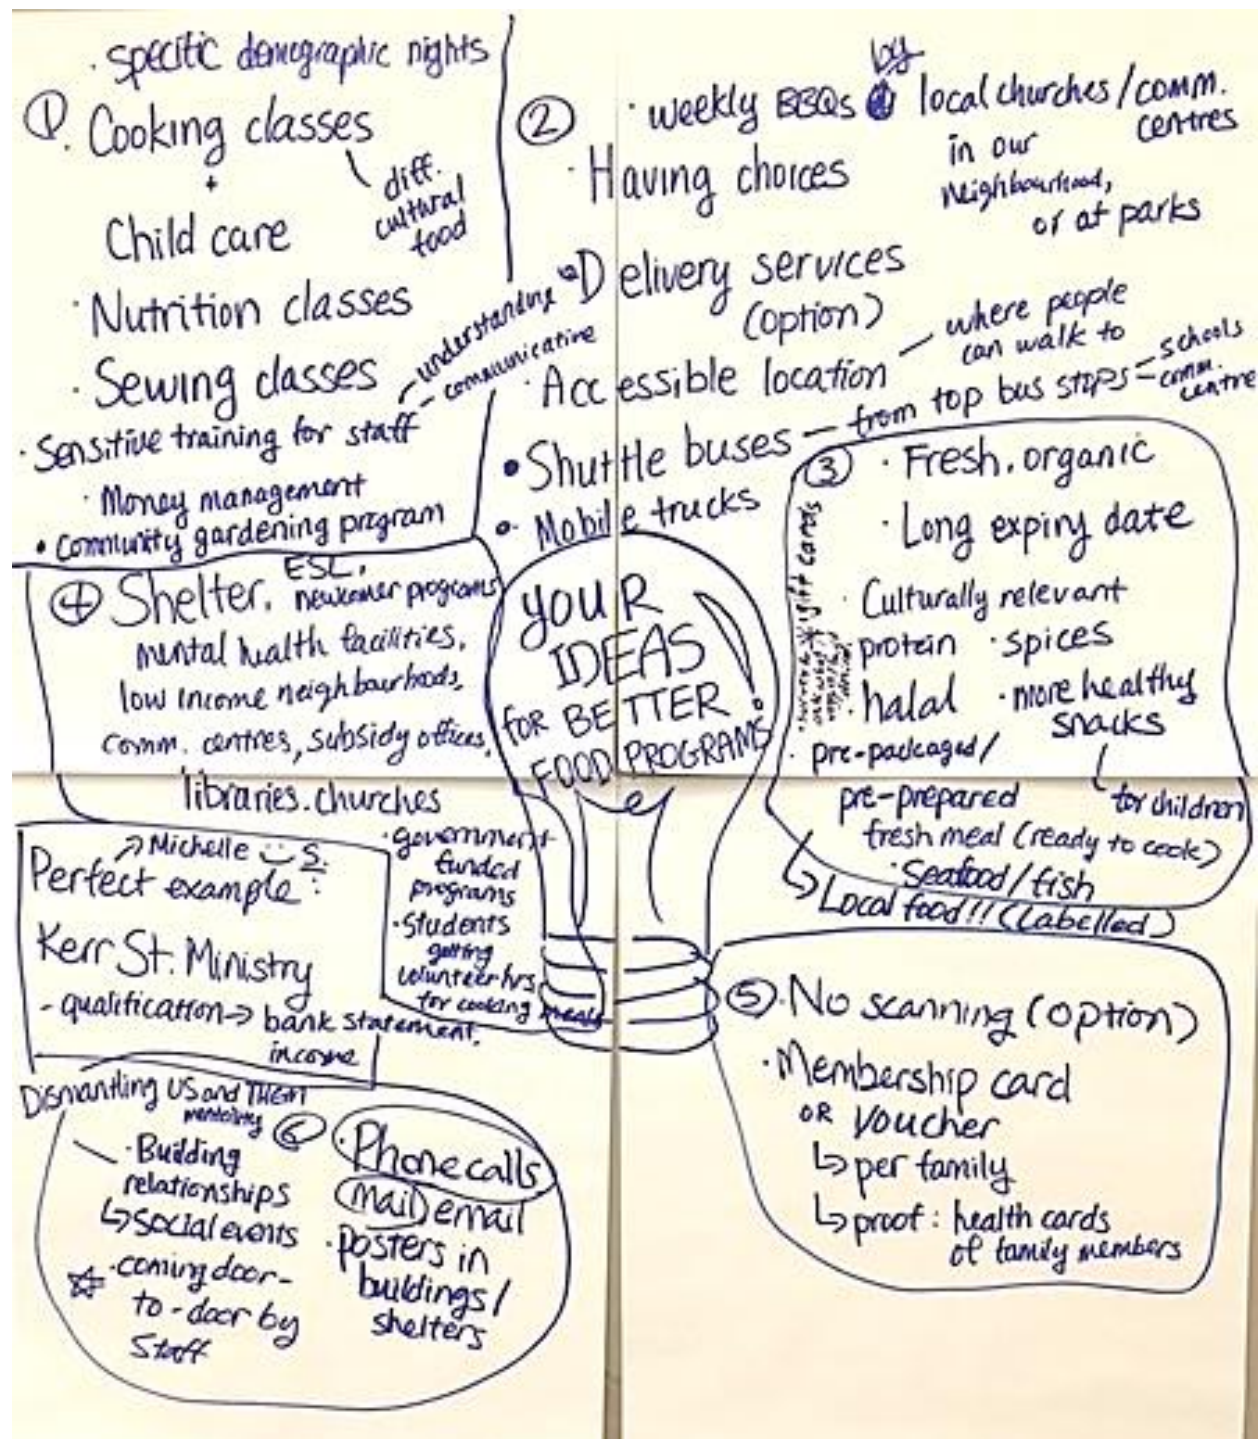 · specific demographic nights
① · Cooking classes
+
diff.
cultural
food
Child care
· Nutrition classes
· Sewing classes
- understanding
- communicative
· Sensitive training for staff
· Money management
• Community gardening program
②
· weekly BBQs by local churches / comm.
centres
in our
neighbourhood,
or at parks
· Having choices
· Delivery services
(option)
· Accessible location
where people
can walk to
• Shuttle buses - from top bus stops - schools
- comm.
centre
• Mobile trucks
YOUR
IDEAS
FOR BETTER
FOOD PROGRAMS
③ · Fresh. organic
· Long expiry date
· Culturally relevant
· protein · spices
· halal · more healthy
snacks
for children
· pre-packaged /
pre-prepared
fresh meal (ready to cook)
· Seafood / fish
↳ Local food!! (Labelled)
* gift cards
④ Shelter. ESL,
newcomer programs
mental health facilities,
low income neighbourhoods,
comm. centres, subsidy offices,
libraries. churches
· government
funded
programs
· Students
getting
volunteer hrs
for cooking meals
↗ Michelle S.
Perfect example :
Kerr St. Ministry
- qualification → bank statement,
income
⑤ · No scanning (option)
· Membership card
OR Voucher
↳ per family
↳ proof : health cards
of family members
Dismantling US and THEM
mentality
· Building
relationships
↳ social events
☆ · coming door-
to-door by
Staff
⑥ · Phone calls
mail email
· posters in
buildings /
shelters